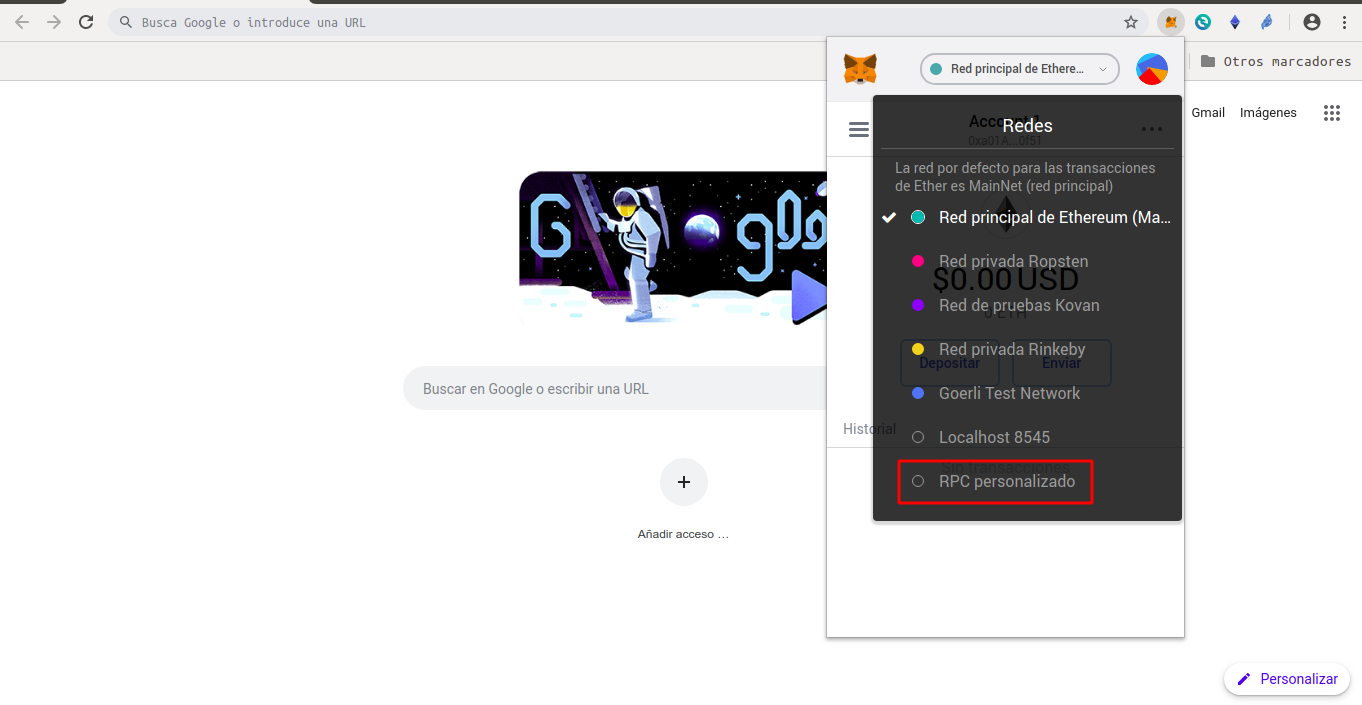 Busca Google o introduce una URL
Otros marcadores
Red principal de Ethere...
Gmail
Imágenes
Account 1
Redes
0xa01A...0f51
La red por defecto para las transacciones
de Ether es MainNet (red principal)
Red principal de Ethereum (Ma...
Red privada Ropsten
$0.00 USD
Red de pruebas Kovan
0 ETH
Red privada Rinkeby
Depositar
Enviar
Goerli Test Network
Historial
Localhost 8545
Sin transacciones
RPC personalizado
Google
Buscar en Google o escribir una URL
Añadir acceso ...
Personalizar